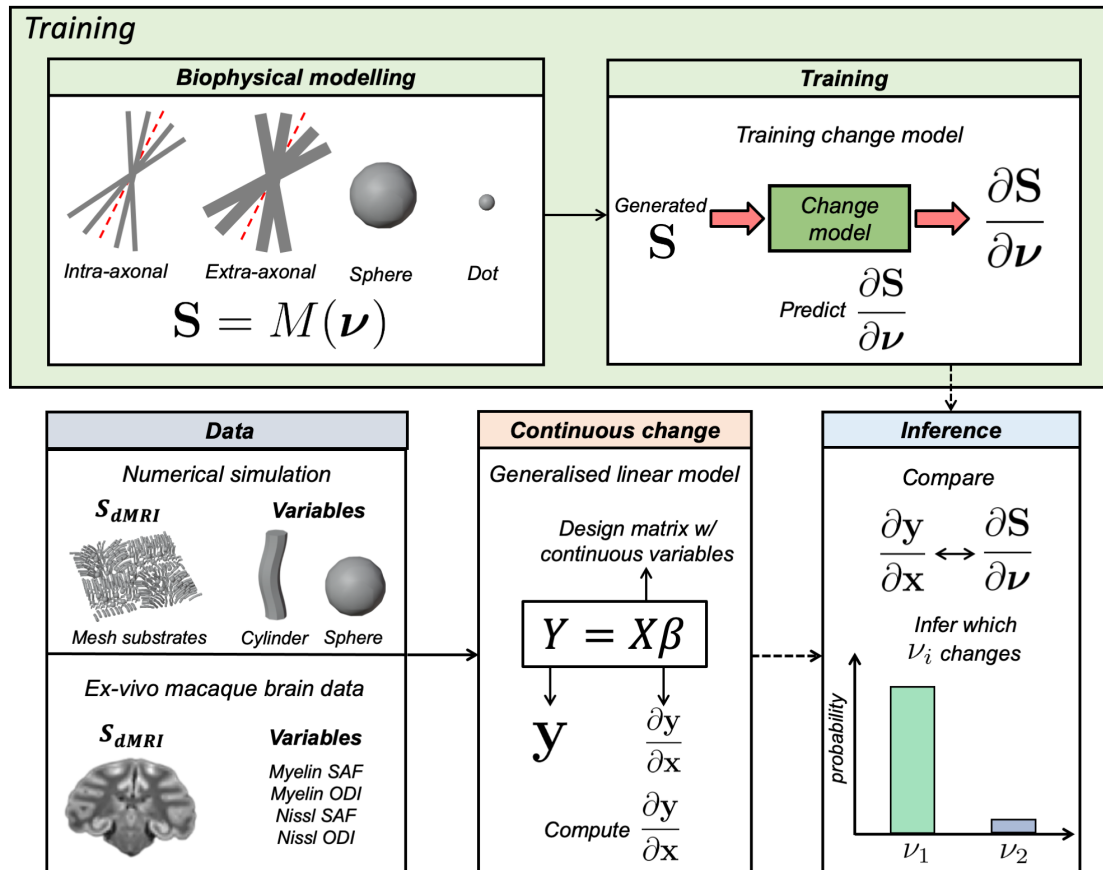 Training
Biophysical modelling
Intra-axonal
Extra-axonal
Sphere
Dot
S = M(ν)
Training
Training change model
Generated
S
Change
model
∂S
∂ν
Predict ∂S
∂ν
Data
Numerical simulation
S_dMRI
Variables
Mesh substrates
Cylinder
Sphere
Ex-vivo macaque brain data
S_dMRI
Variables
Myelin SAF
Myelin ODI
Nissl SAF
Nissl ODI
Continuous change
Generalised linear model
Design matrix w/
continuous variables
Y = Xβ
y
∂y
∂x
Compute ∂y
∂x
Inference
Compare
∂y ↔ ∂S
∂x ∂ν
Infer which
ν_i changes
probability
ν_1
ν_2